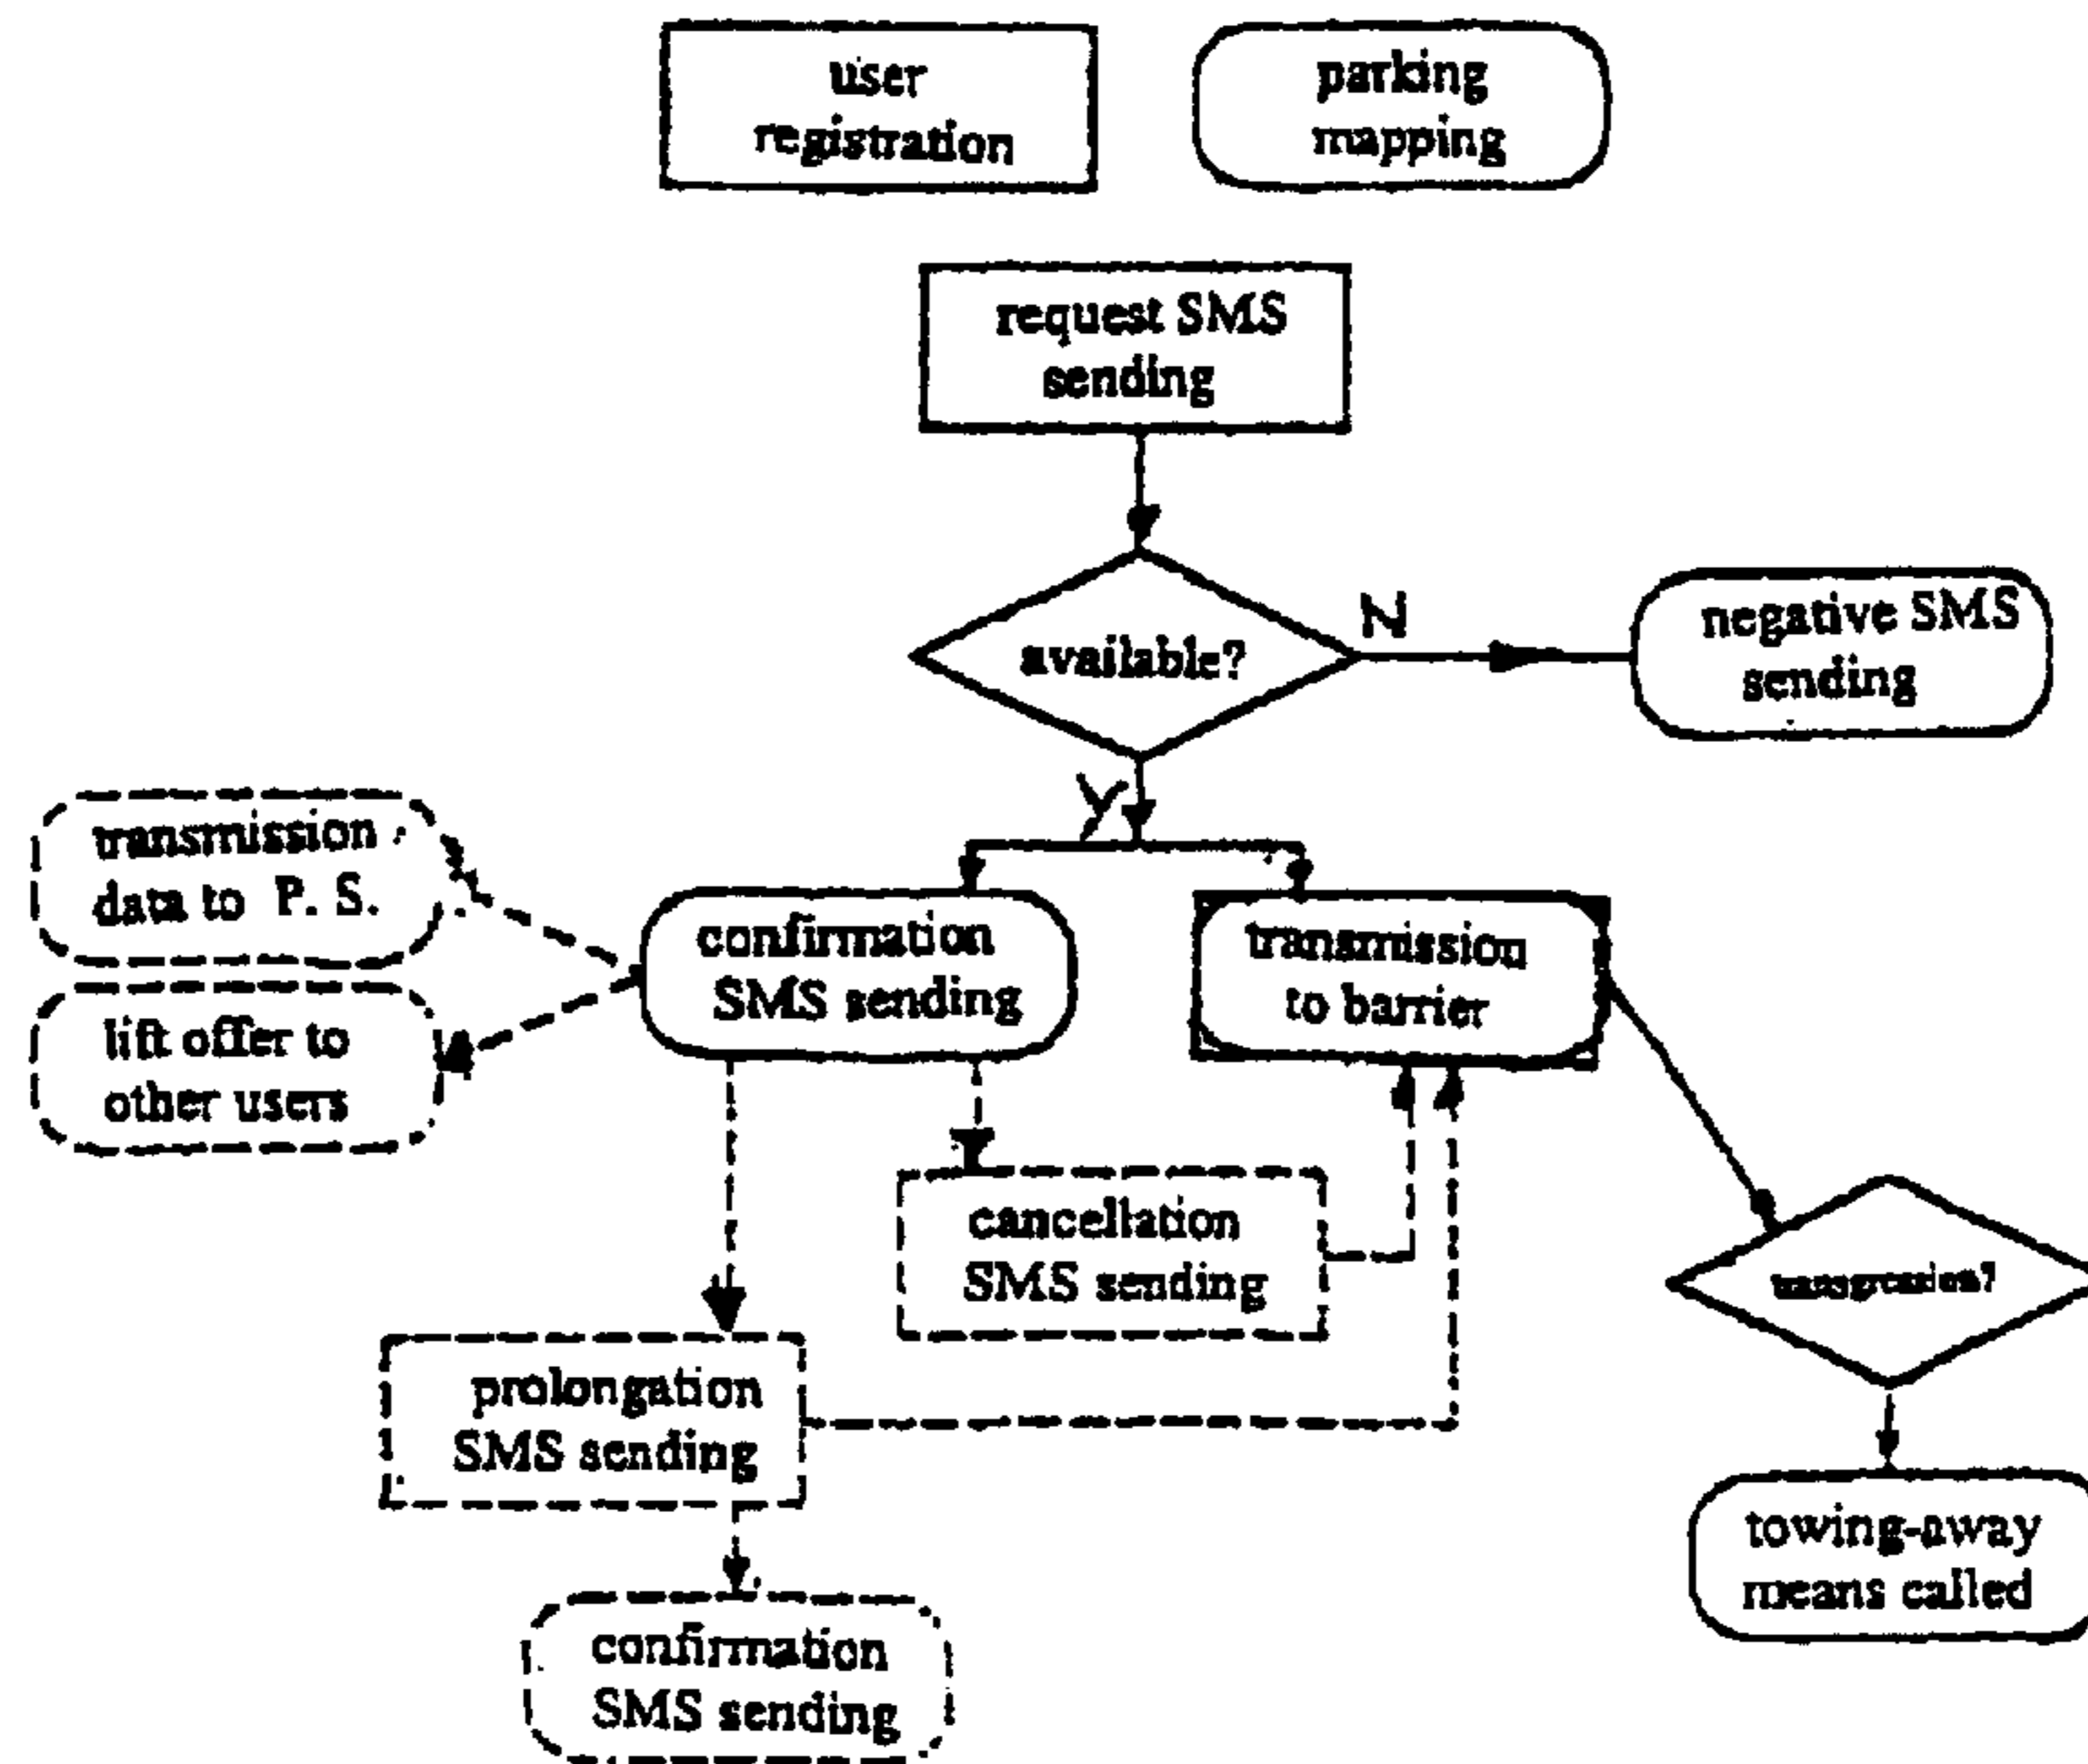 user
registration
parking
mapping
request SMS
sending
available?
N
negative SMS
sending
Y
transmission
data to P. S.
confirmation
SMS sending
transmission
to barrier
lift offer to
other users
cancellation
SMS sending
transgression?
prolongation
SMS sending
towing-away
means called
confirmation
SMS sending